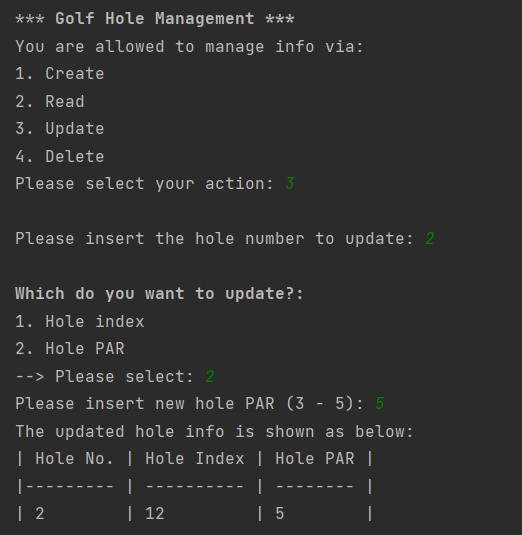 *** Golf Hole Management ***
You are allowed to manage info via:
1. Create
2. Read
3. Update
4. Delete
Please select your action: 3
Please insert the hole number to update: 2
Which do you want to update?:
1. Hole index
2. Hole PAR
--> Please select: 2
Please insert new hole PAR (3 - 5): 5
The updated hole info is shown as below:
| Hole No. | Hole Index | Hole PAR |
|--------- | ---------- | -------- |
| 2        | 12         | 5        |